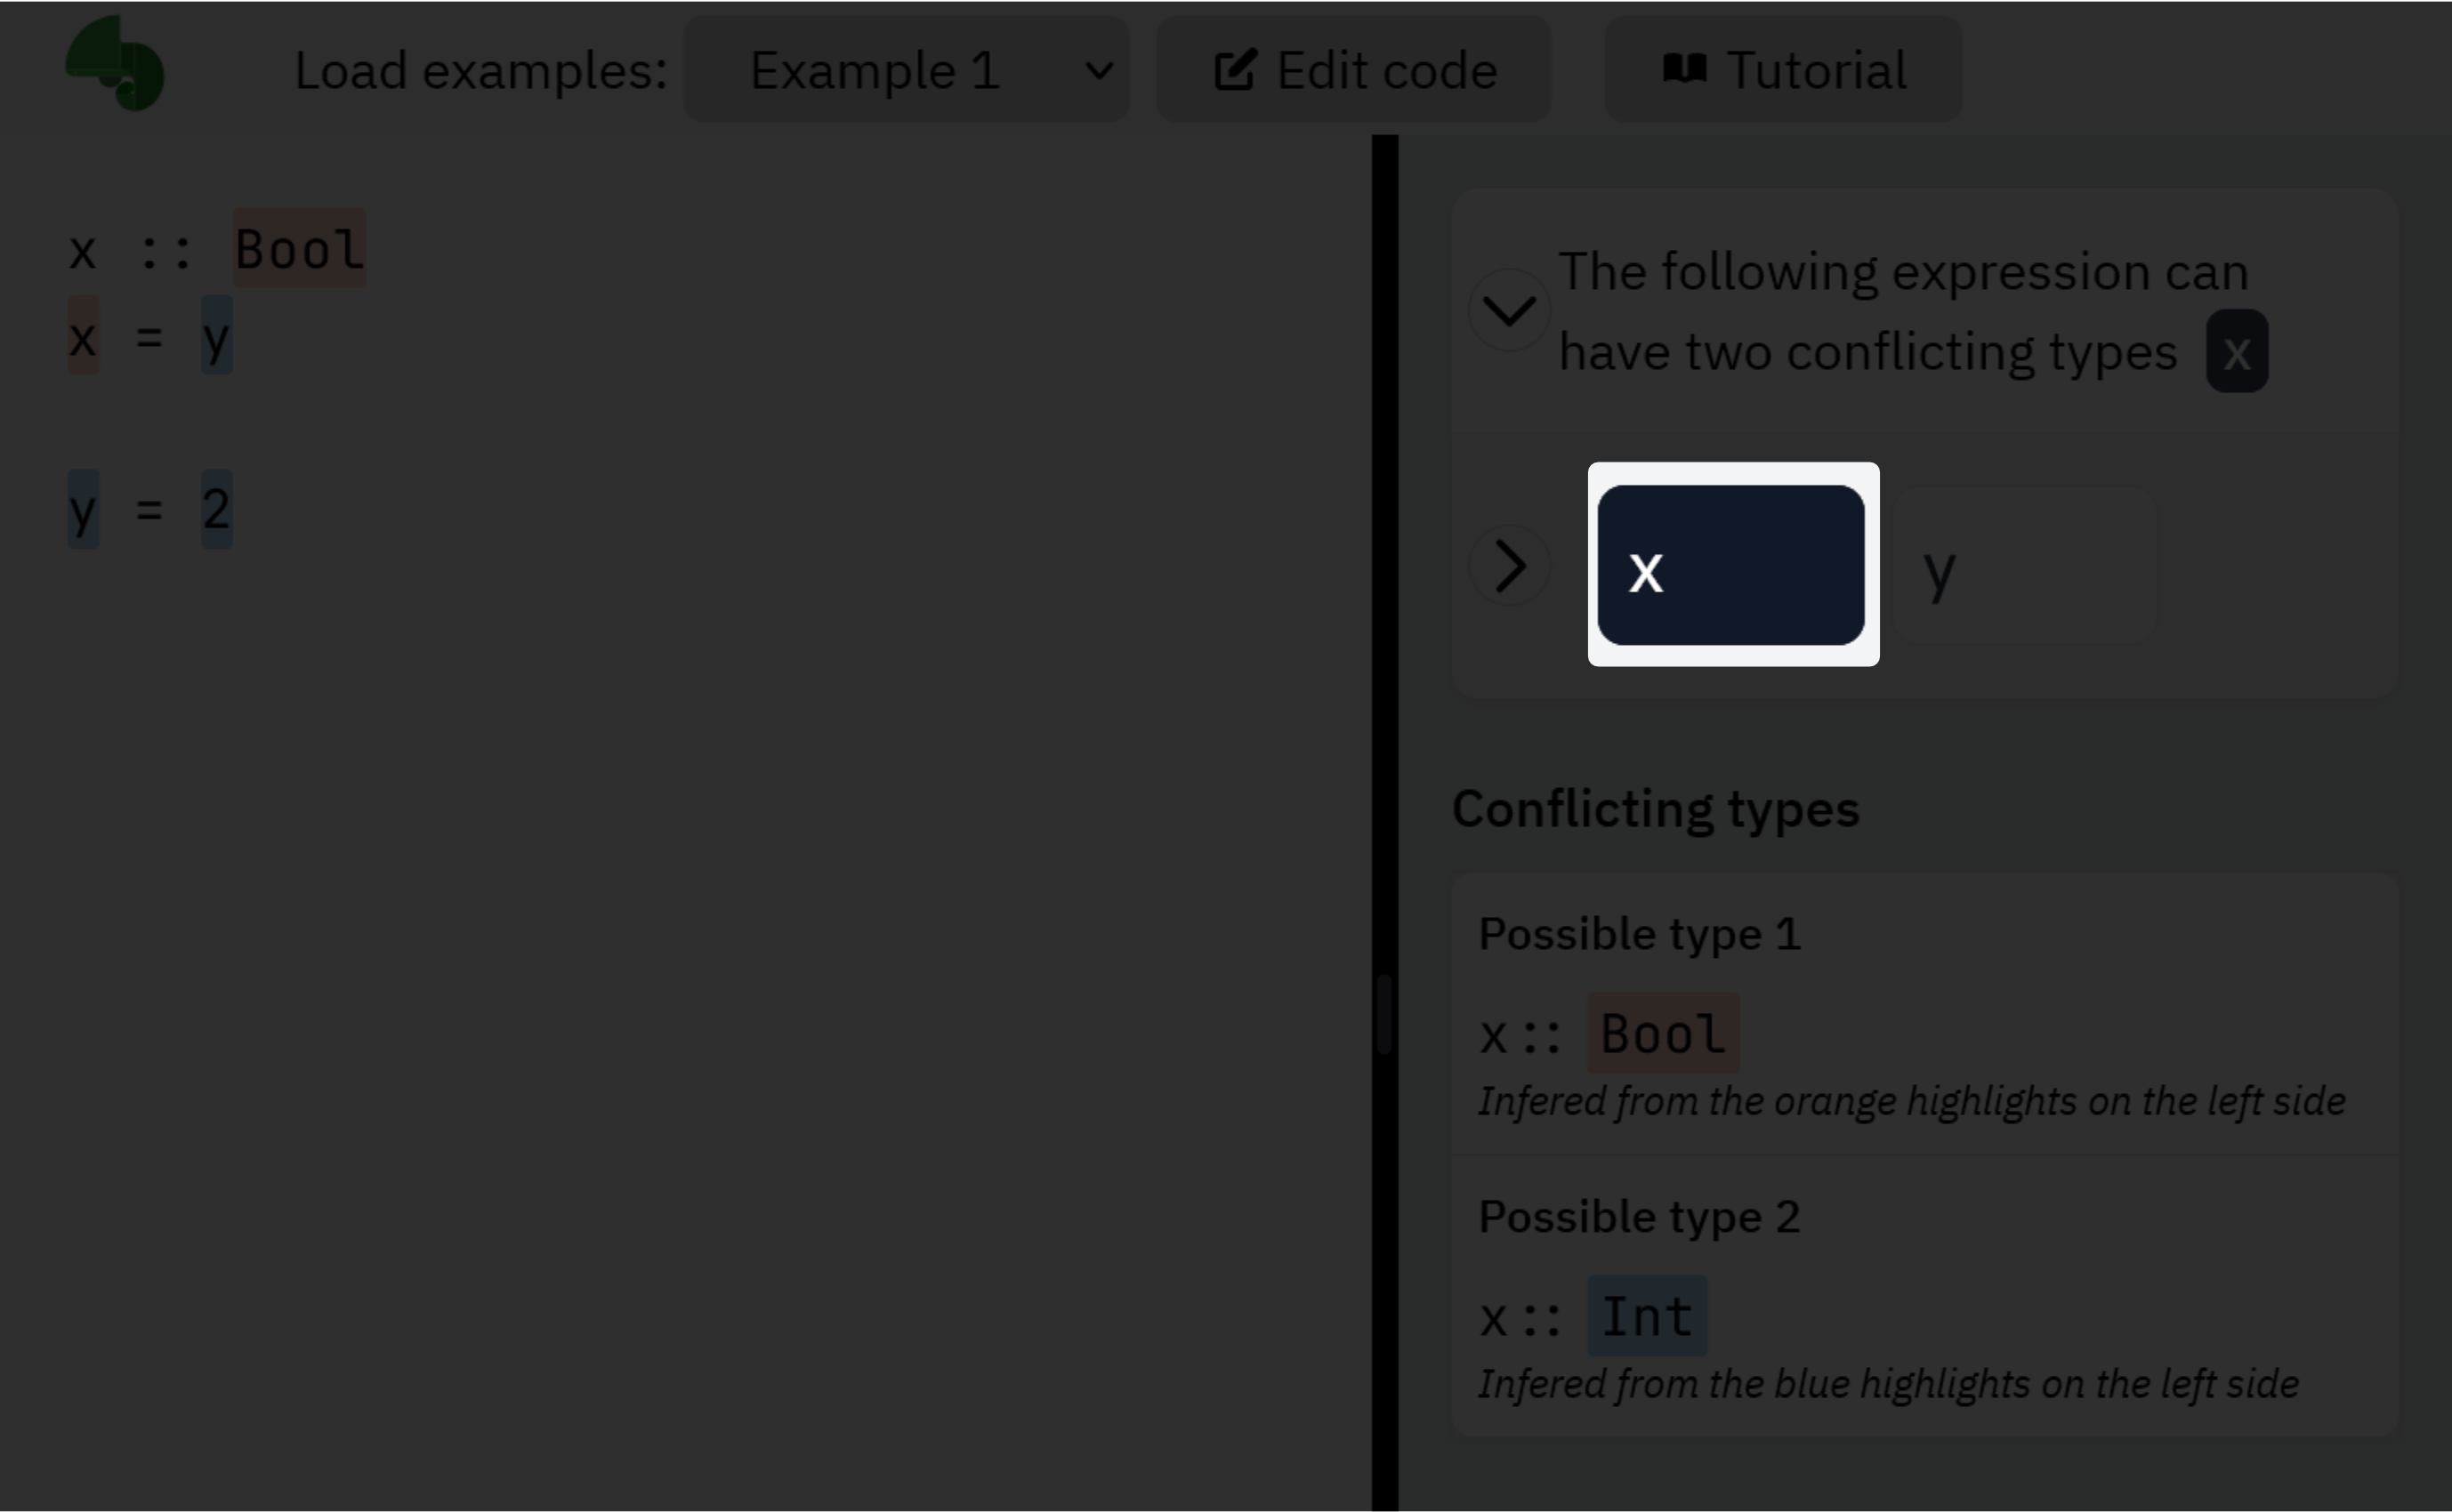 Load examples: Example 1 Edit code Tutorial
x :: Bool
x = y
y = 2
The following expression can
have two conflicting types x
x y
Conflicting types
Possible type 1
x :: Bool
Infered from the orange highlights on the left side
Possible type 2
x :: Int
Infered from the blue highlights on the left side